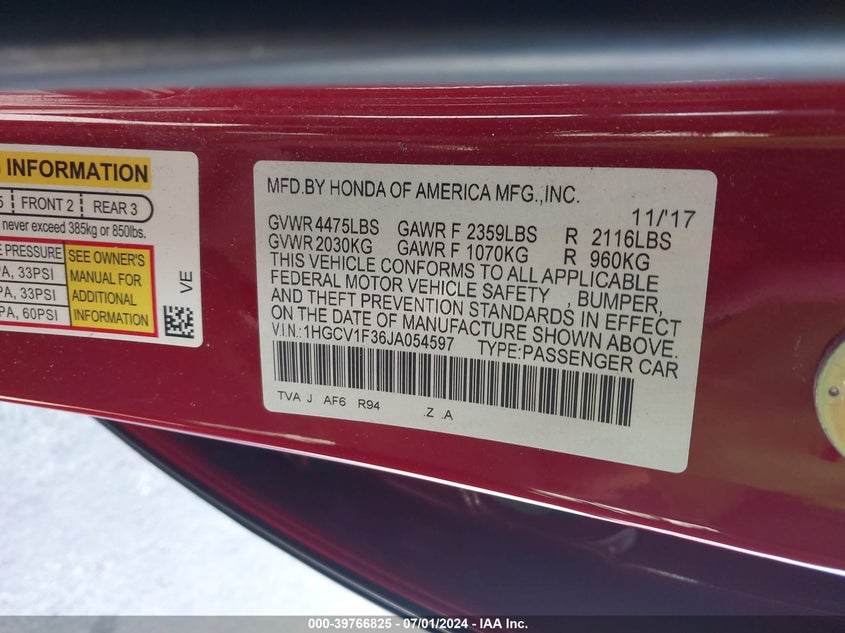 INFORMATION
5 FRONT 2 REAR 3
never exceed 385kg or 850lbs.
PRESSURE
PA, 33PSI
PA, 33PSI
PA, 60PSI
SEE OWNER'S
MANUAL FOR
ADDITIONAL
INFORMATION
VE
MFD.BY HONDA OF AMERICA MFG.,INC.
11/'17
GVWR 4475LBS GAWR F 2359LBS R 2116LBS
GVWR 2030KG GAWR F 1070KG R 960KG
THIS VEHICLE CONFORMS TO ALL APPLICABLE
FEDERAL MOTOR VEHICLE SAFETY , BUMPER,
AND THEFT PREVENTION STANDARDS IN EFFECT
ON THE DATE OF MANUFACTURE SHOWN ABOVE.
V.I.N.: 1HGCV1F36JA054597 TYPE:PASSENGER CAR
TVA J AF6 R94 .Z .A
000-39766825 / 07/01/2024 / IAA Inc.